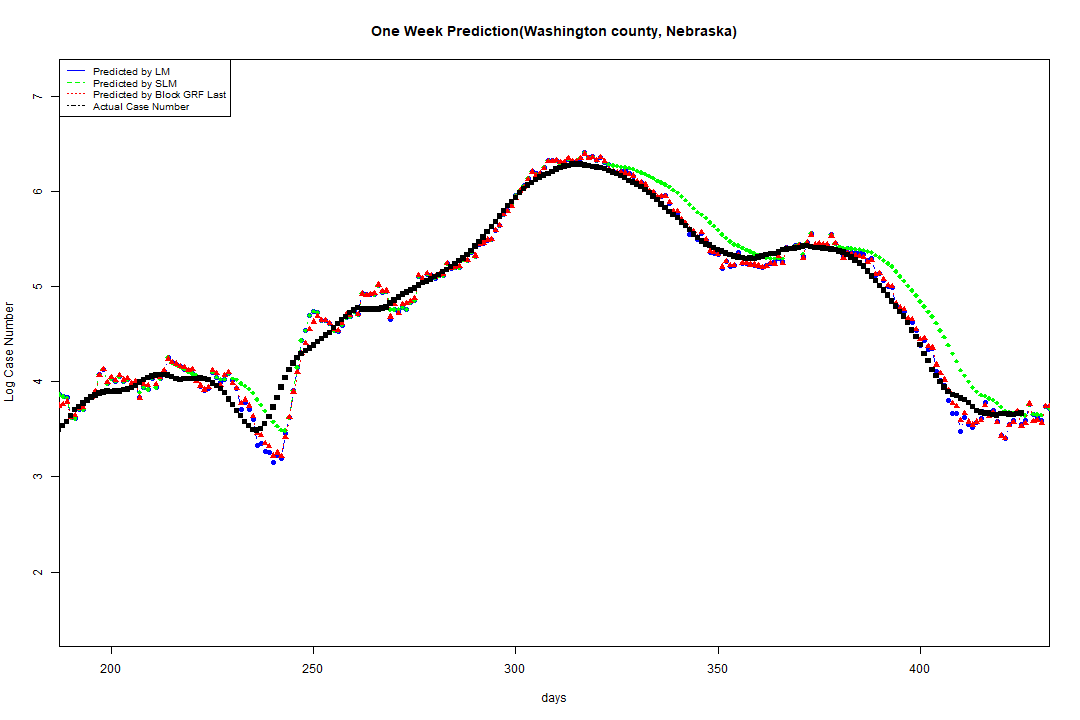 One Week Prediction(Washington county, Nebraska)
Predicted by LM
Predicted by SLM
Predicted by Block GRF Last
Actual Case Number
7
6
5
4
3
2
Log Case Number
200 250 300 350 400
days